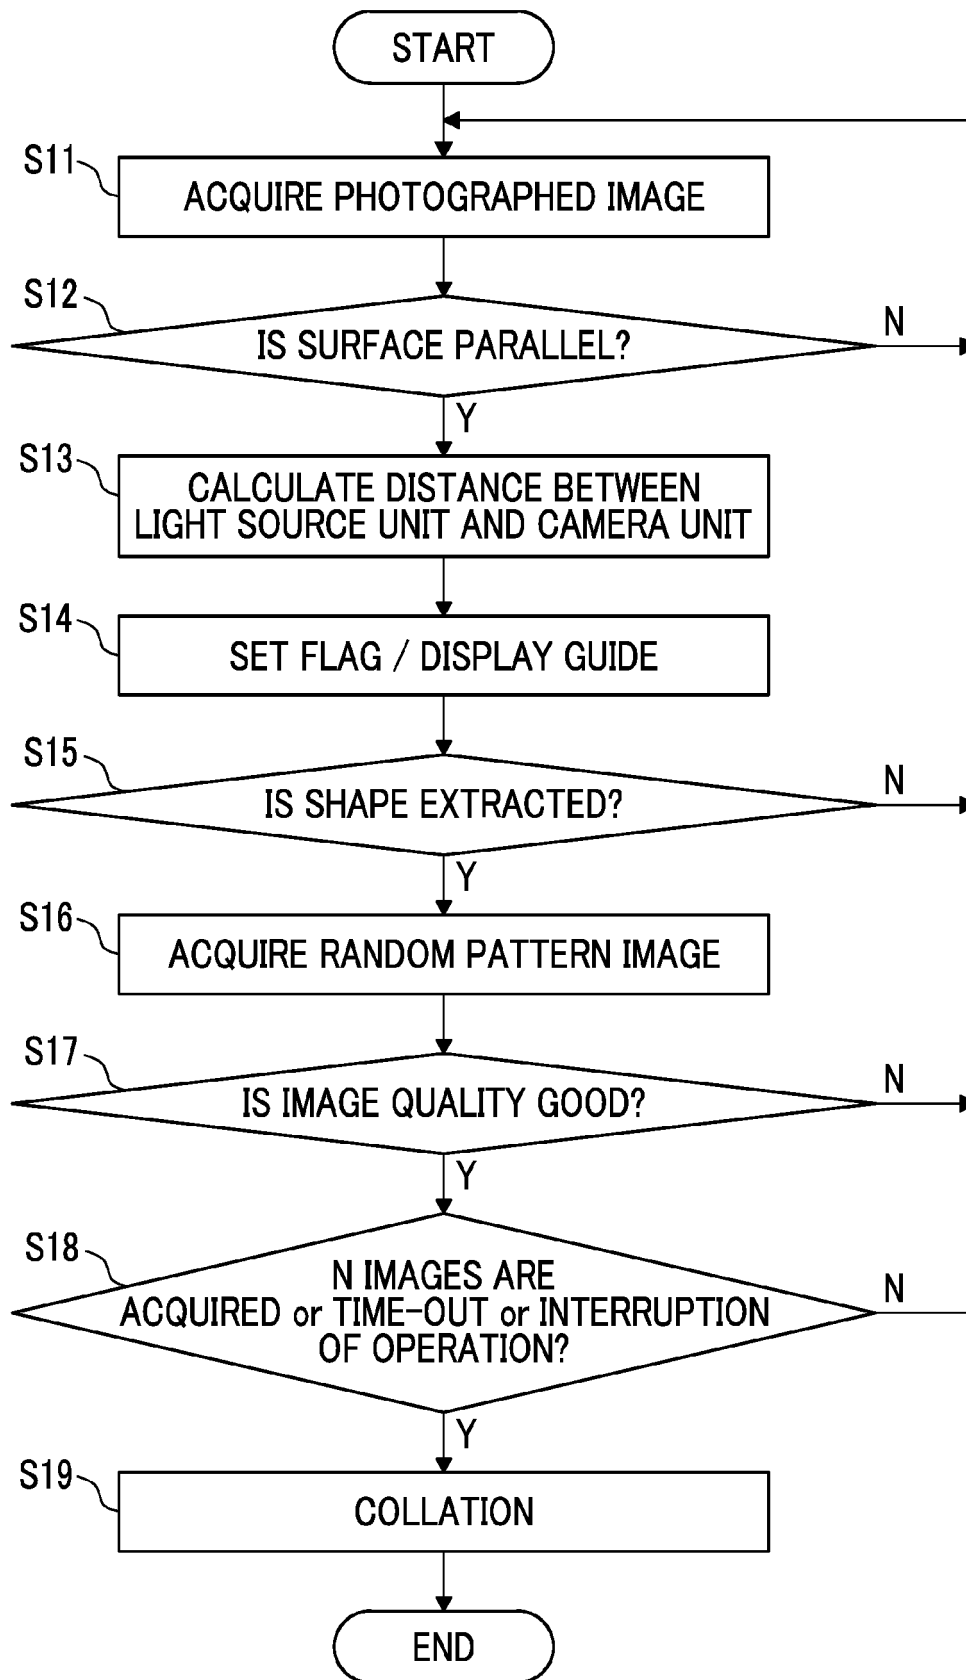 START
S11
ACQUIRE PHOTOGRAPHED IMAGE
S12
IS SURFACE PARALLEL?
N
Y
S13
CALCULATE DISTANCE BETWEEN
LIGHT SOURCE UNIT AND CAMERA UNIT
S14
SET FLAG / DISPLAY GUIDE
S15
IS SHAPE EXTRACTED?
N
Y
S16
ACQUIRE RANDOM PATTERN IMAGE
S17
IS IMAGE QUALITY GOOD?
N
Y
S18
N IMAGES ARE
ACQUIRED or TIME-OUT or INTERRUPTION
OF OPERATION?
N
Y
S19
COLLATION
END